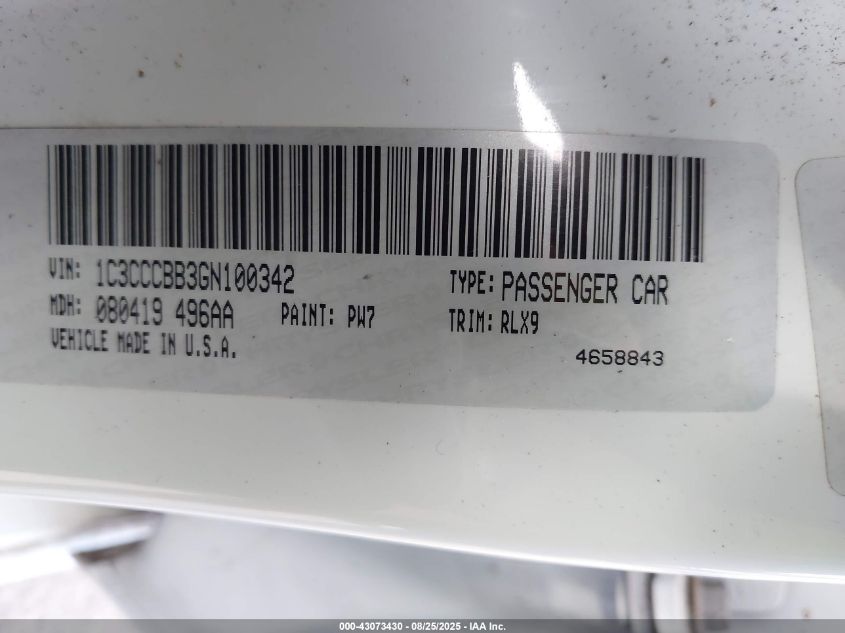 VIN: 1C3CCCBB3GN100342 TYPE: PASSENGER CAR
MDH: 080419 496AA PAINT: PW7 TRIM: RLX9
VEHICLE MADE IN U.S.A. 4658843
000-43073430 - 08/25/2025 - IAA Inc.